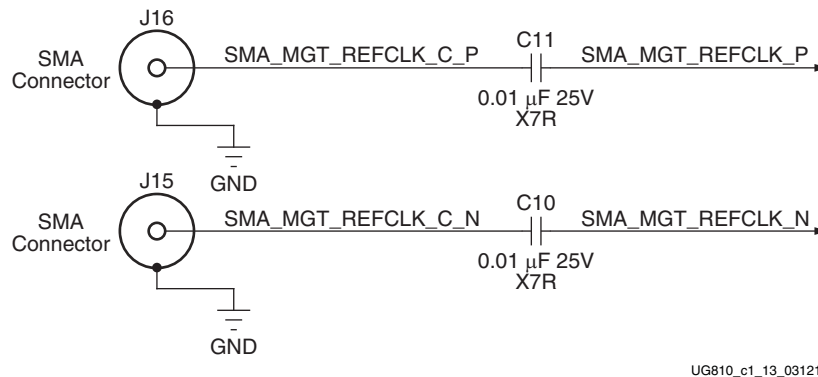 J16
SMA
Connector
SMA_MGT_REFCLK_C_P
C11
SMA_MGT_REFCLK_P
0.01 μF 25V
X7R
GND
J15
SMA
Connector
SMA_MGT_REFCLK_C_N
C10
SMA_MGT_REFCLK_N
0.01 μF 25V
X7R
GND
UG810_c1_13_03121